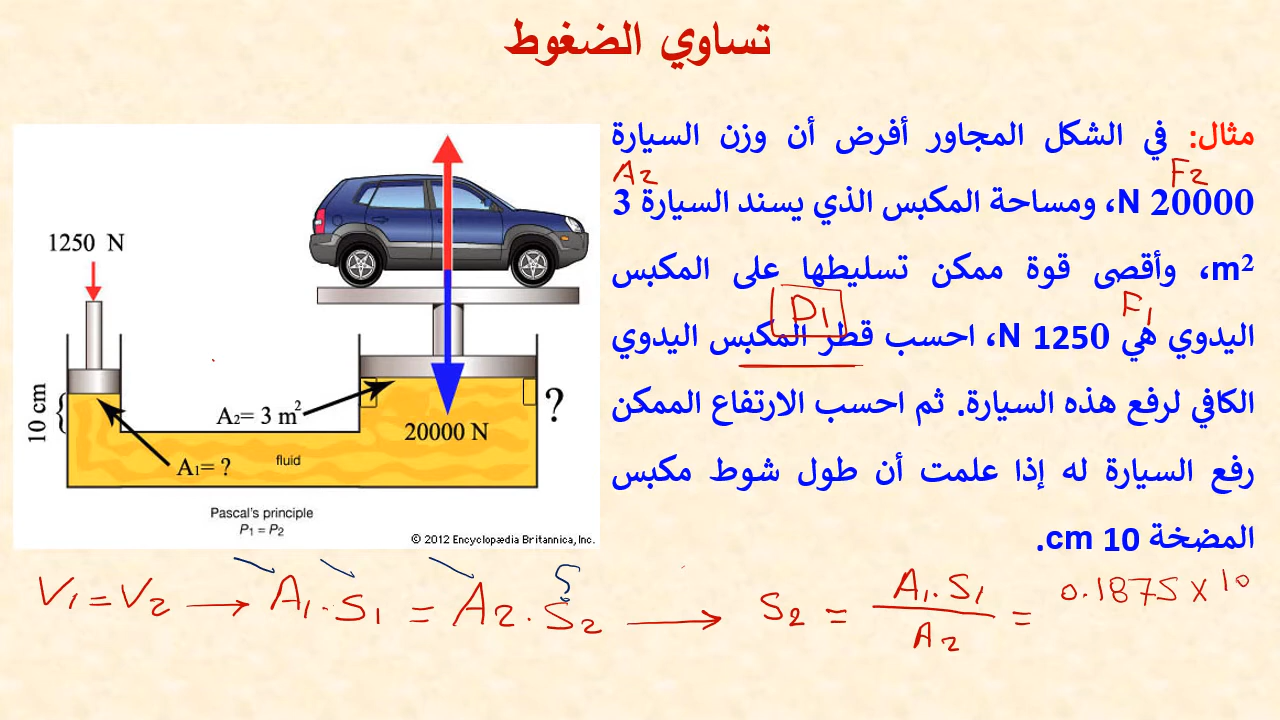 تساوي الضغوط
مثال: في الشكل المجاور أفرض أن وزن السيارة
A2 F2
20000 N، ومساحة المكبس الذي يسند السيارة 3
m²، وأقصى قوة ممكن تسليطها على المكبس
D1 F1
اليدوي هي 1250 N، احسب قطر المكبس اليدوي
الكافي لرفع هذه السيارة. ثم احسب الارتفاع الممكن
رفع السيارة له إذا علمت أن طول شوط مكبس
المضخة 10 cm.
1250 N
10 cm
A₂= 3 m²
?
20000 N
A₁= ?
fluid
Pascal's principle
P₁ = P₂
© 2012 Encyclopædia Britannica, Inc.
?
V1 = V2 → A1 . S1 = A2 . S2 → S2 = A1 . S1 / A2 = 0.1875 x 10